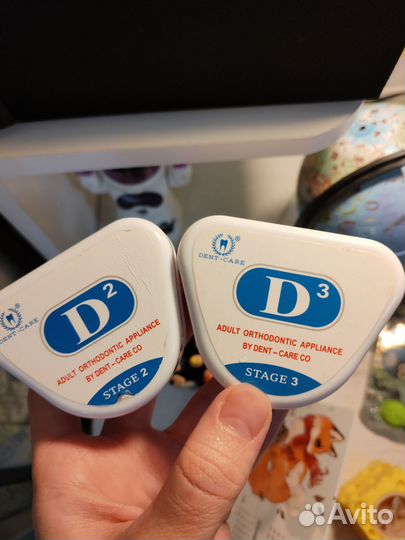 DENT-CARE
D2
ADULT ORTHODONTIC APPLIANCE
BY DENT-CARE CO
STAGE 2
DENT-CARE
D3
ADULT ORTHODONTIC APPLIANCE
BY DENT-CARE CO
STAGE 3
Avito